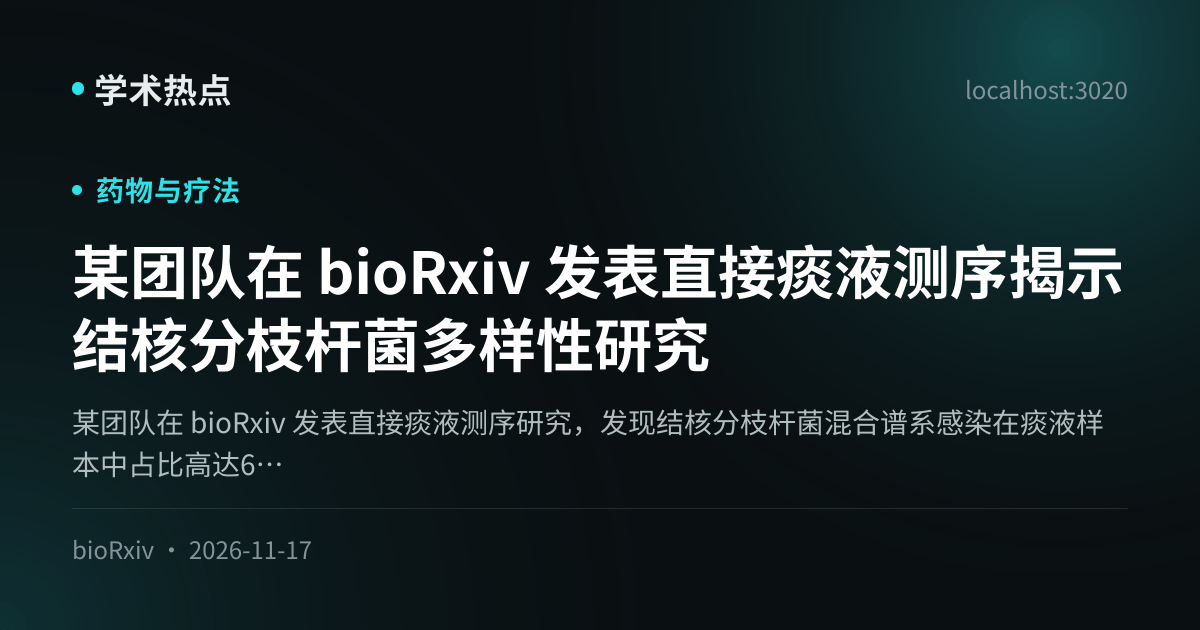 学术热点
localhost:3020
药物与疗法
某团队在 bioRxiv 发表直接痰液测序揭示
结核分枝杆菌多样性研究
某团队在 bioRxiv 发表直接痰液测序研究，发现结核分枝杆菌混合谱系感染在痰液样
本中占比高达6…
bioRxiv · 2026-11-17